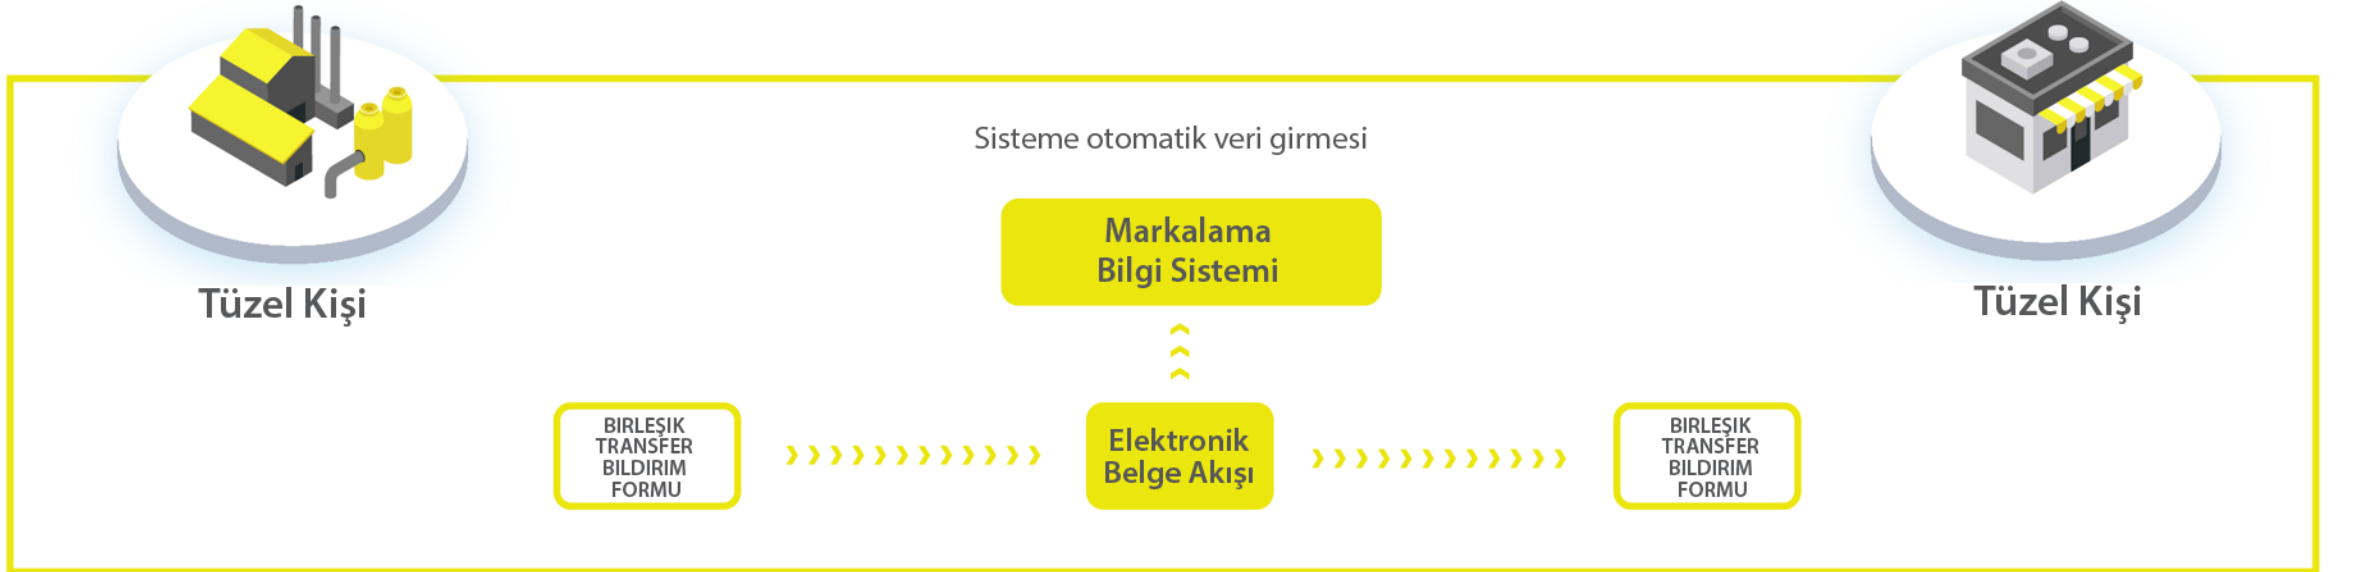 Sisteme otomatik veri girmesi
Markalama
Bilgi Sistemi
Tüzel Kişi
Tüzel Kişi
BIRLEŞIK
TRANSFER
BILDIRIM
FORMU
Elektronik
Belge Akışı
BIRLEŞIK
TRANSFER
BILDIRIM
FORMU